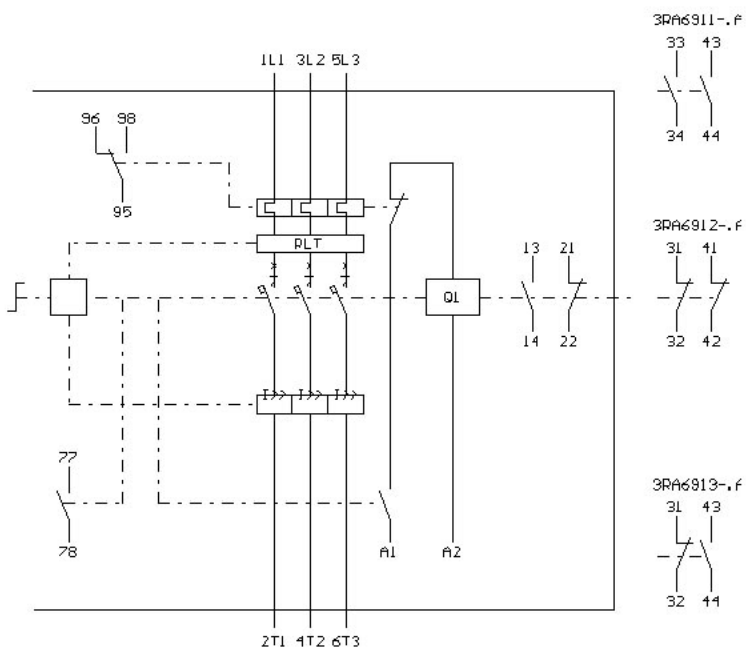 3RA6911-.A
33 43
1L1 3L2 5L3
96 98
34 44
95
3RA6912-.A
RLT
13 21
31 41
Q1
14 22
32 42
I>> I>> I>>
77
3RA6913-.A
31 43
78
A1 A2
32 44
2T1 4T2 6T3